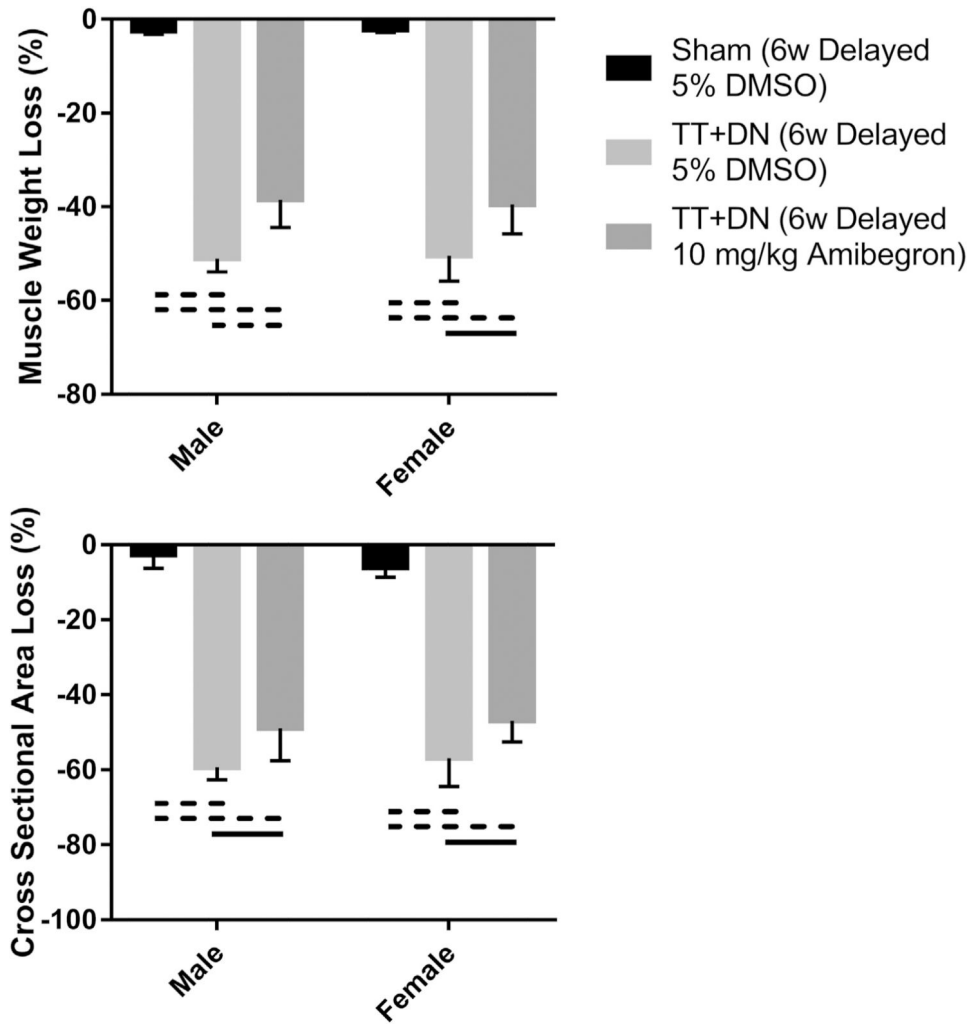 Muscle Weight Loss (%)
0
-20
-40
-60
-80
Male
Female
Sham (6w Delayed
5% DMSO)
TT+DN (6w Delayed
5% DMSO)
TT+DN (6w Delayed
10 mg/kg Amibegron)
Cross Sectional Area Loss (%)
0
-20
-40
-60
-80
-100
Male
Female